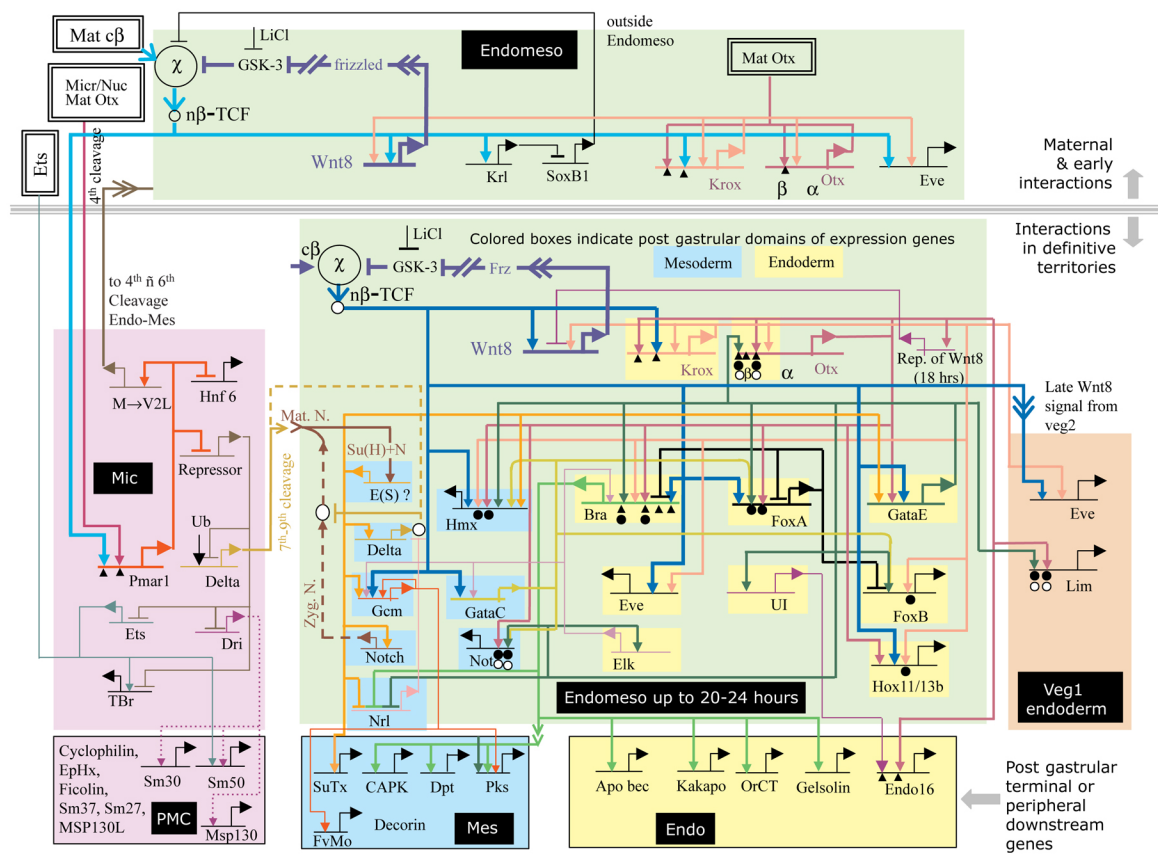 Mat cβ
χ
LiCl
GSK-3
frizzled
Endomeso
outside
Endomeso
Mat Otx
Micr/Nuc
Mat Otx
nβ-TCF
Ets
4th cleavage
Wnt8
Krl
SoxB1
Krox
β
α
Otx
Eve
Maternal
& early
interactions
Interactions
in definitive
territories
LiCl
Colored boxes indicate post gastrular domains of expression genes
cβ
χ
GSK-3
Frz
Mesoderm
Endoderm
nβ-TCF
to 4th ñ 6th
Cleavage
Endo-Mes
Wnt8
Krox
β
α
Otx
Rep. of Wnt8
(18 hrs)
M→V2L
Hnf 6
Late Wnt8
signal from
veg2
Mat. N.
Su(H)+N
Repressor
Mic
E(S) ?
7th-9th cleavage
Hmx
Bra
FoxA
GataE
Eve
Ub
Delta
Pmar1
Delta
Lim
Gcm
GataC
Eve
UI
FoxB
Zyg. N.
Ets
Dri
Notch
Not
Elk
Hox11/13b
TBr
Nrl
Endomeso up to 20-24 hours
Veg1
endoderm
Cyclophilin,
EpHx,
Ficolin,
Sm37, Sm27,
MSP130L
PMC
Sm30
Sm50
Msp130
SuTx
CAPK
Dpt
Pks
Decorin
FvMo
Mes
Apo bec
Kakapo
OrCT
Gelsolin
Endo16
Endo
Post gastrular
terminal or
peripheral
downstream
genes